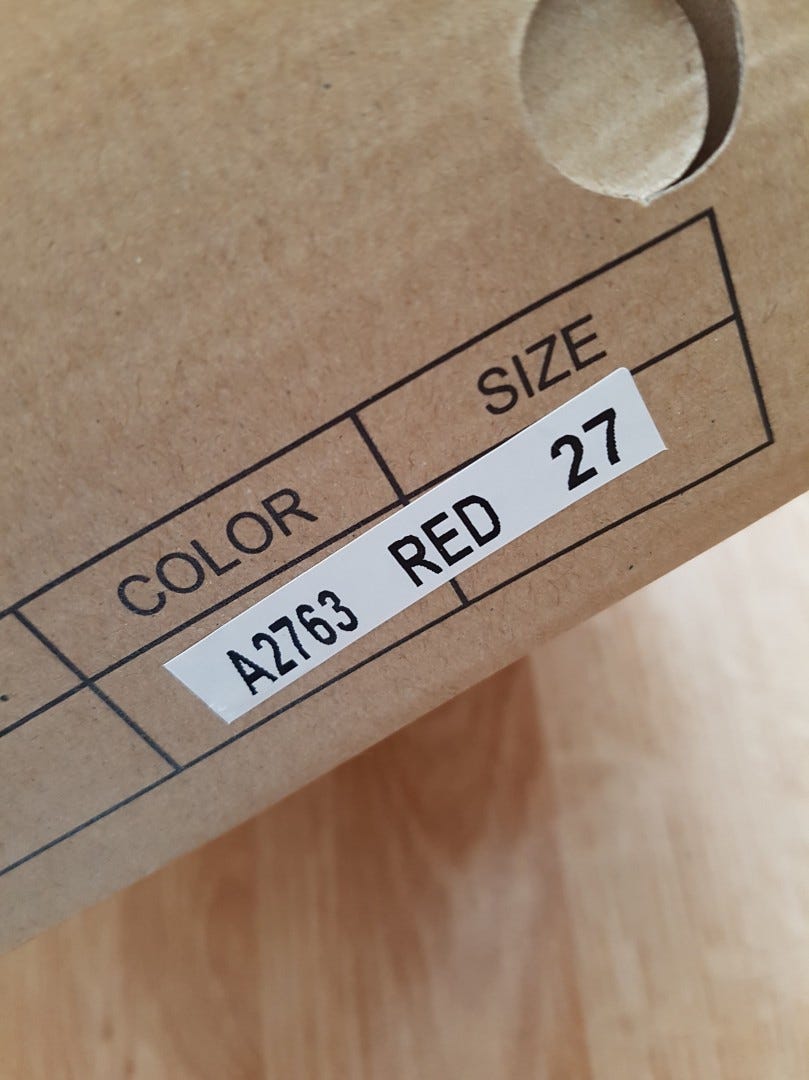 COLOR SIZE
A2763 RED 27